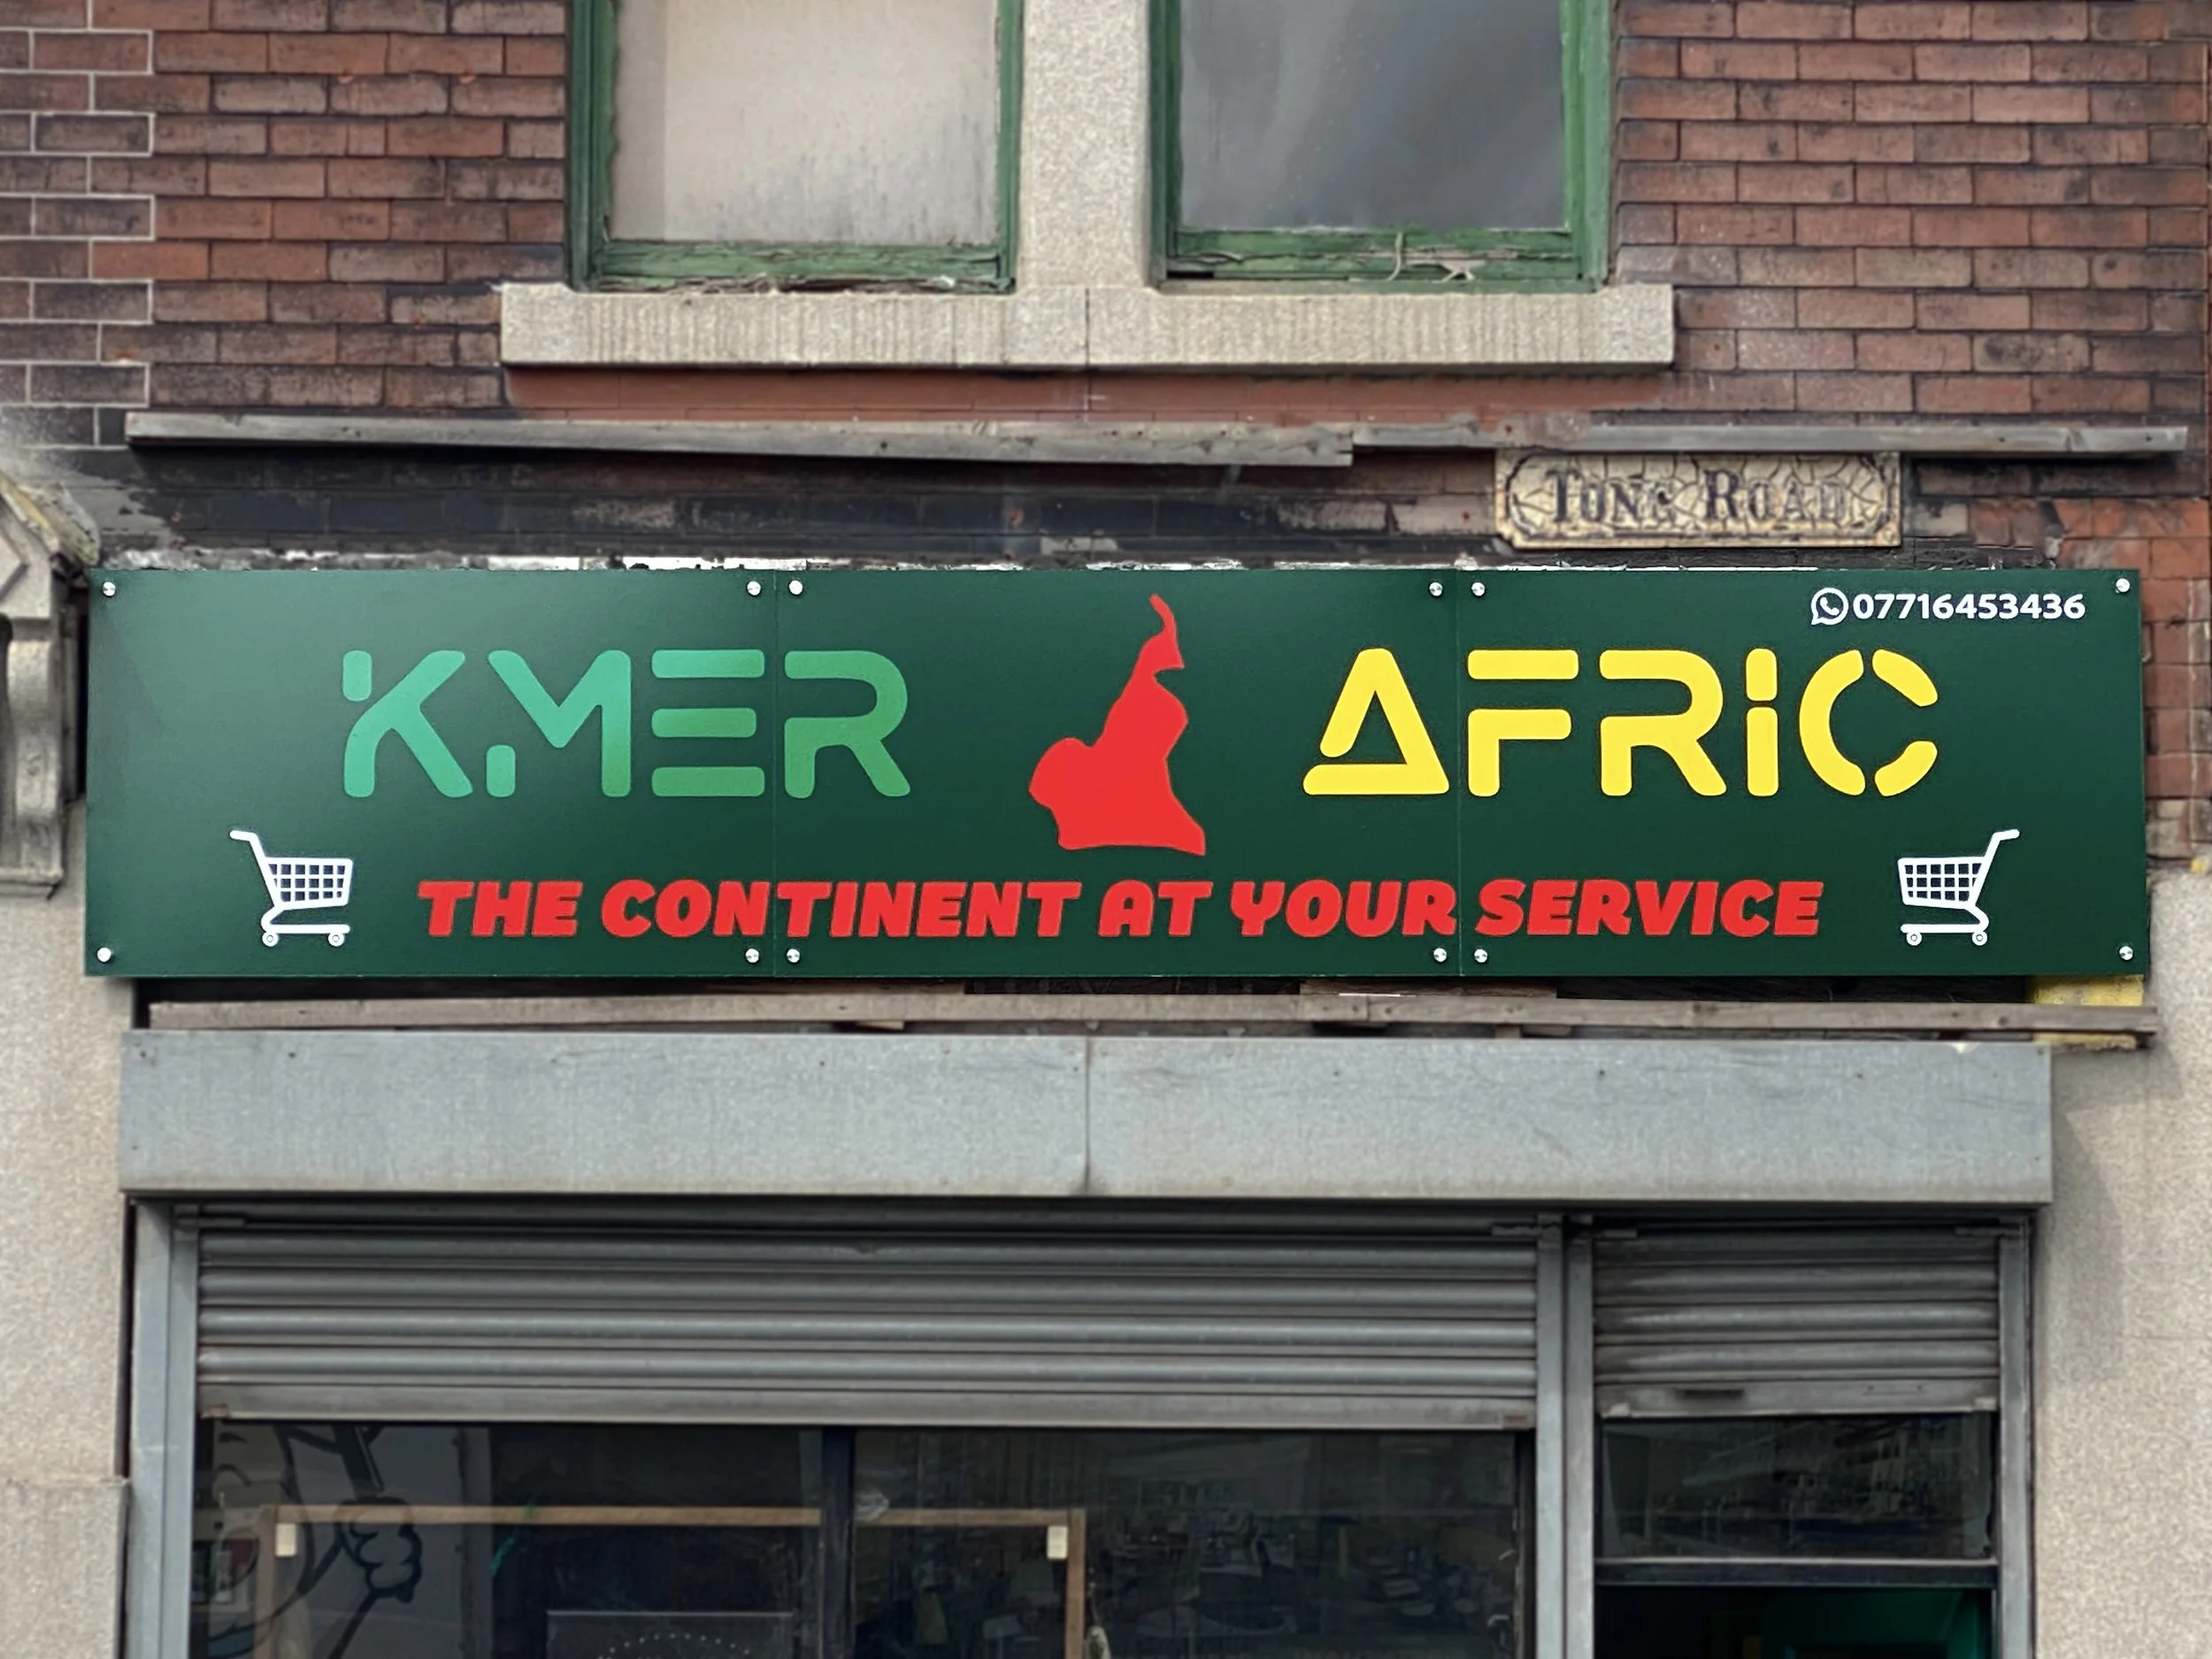 TONG ROAD
07716453436
KMER AFRIC
THE CONTINENT AT YOUR SERVICE